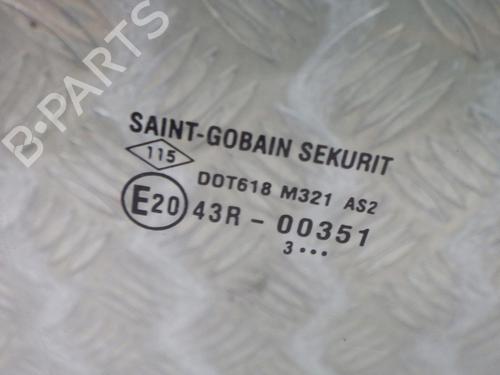 B-PARTS
SAINT-GOBAIN SEKURIT
115
DOT618 M321 AS2
E20 43R-00351
3...